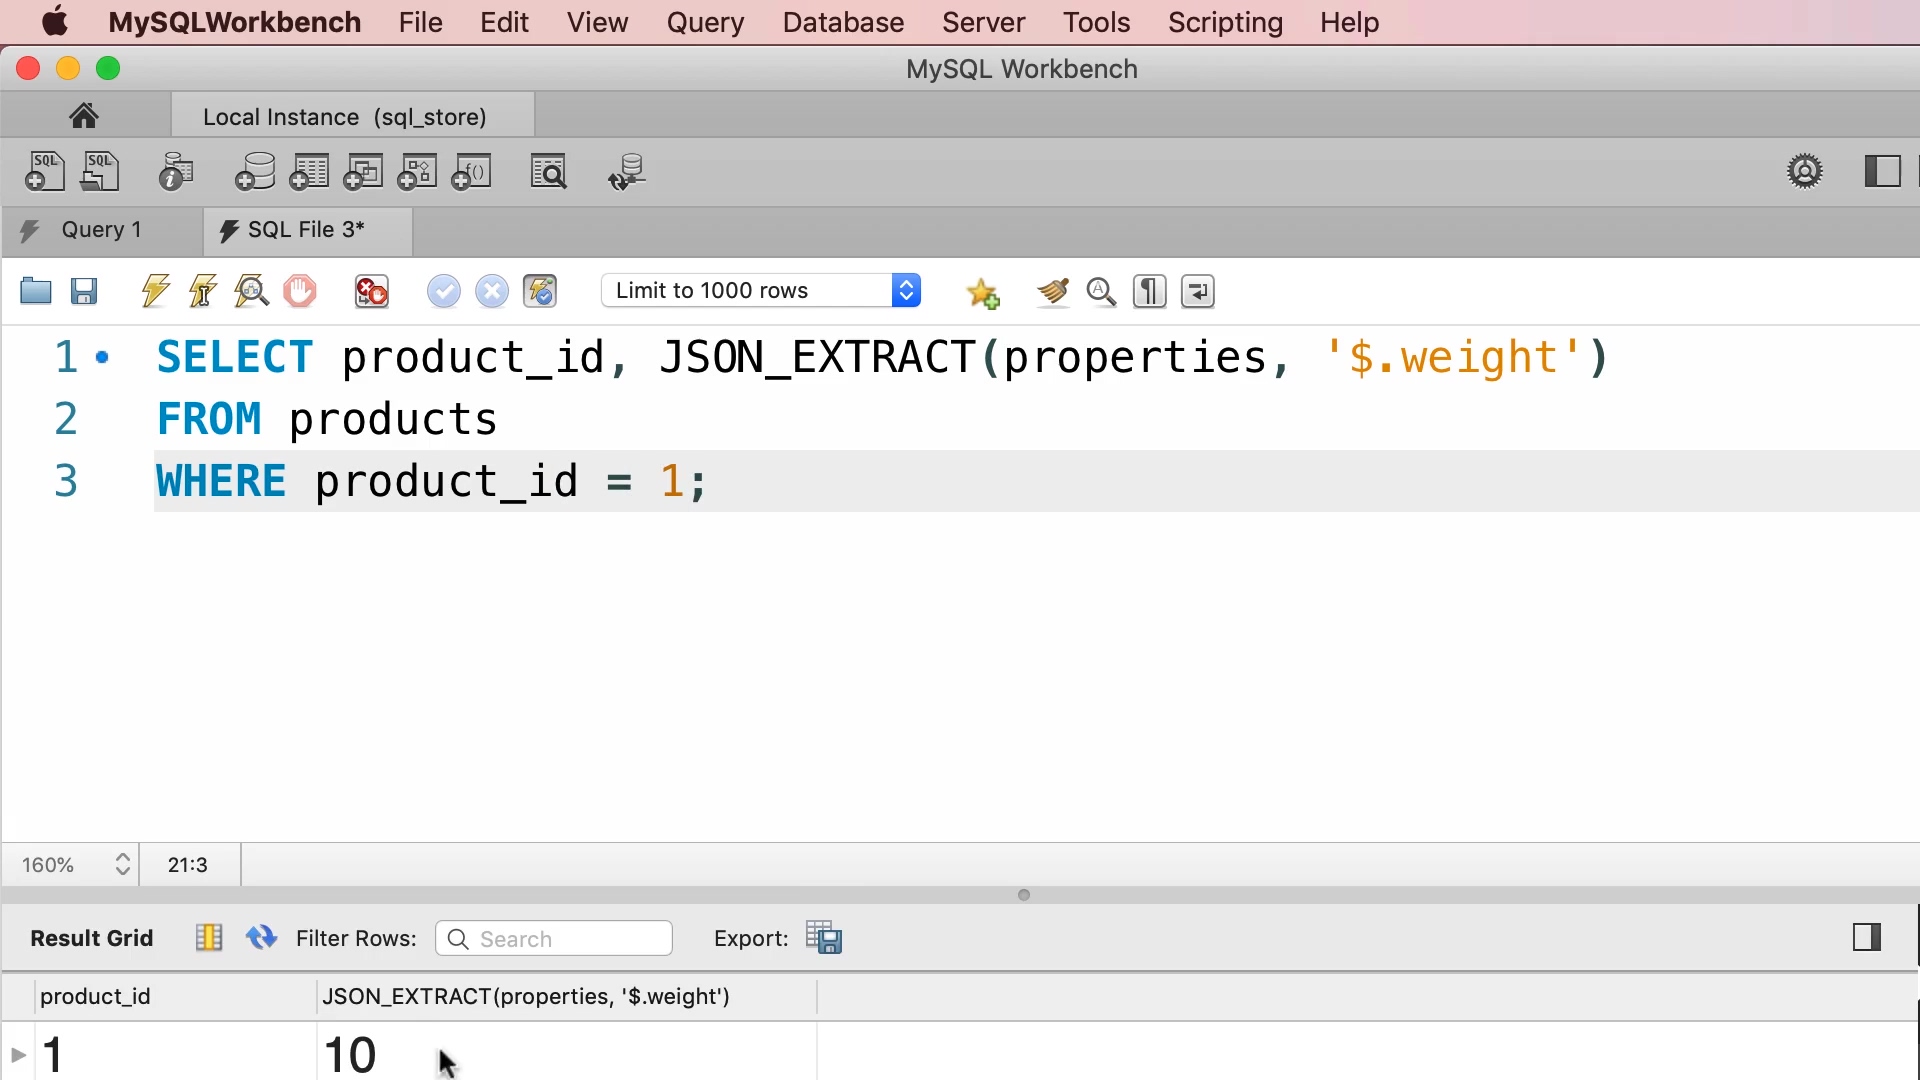 MySQLWorkbench File Edit View Query Database Server Tools Scripting Help
MySQL Workbench
Local Instance (sql_store)
SQL SQL
Query 1 SQL File 3*
Limit to 1000 rows
1 SELECT product_id, JSON_EXTRACT(properties, '$.weight')
2 FROM products
3 WHERE product_id = 1;
160% 21:3
Result Grid Filter Rows: Search Export:
product_id JSON_EXTRACT(properties, '$.weight')
1 10